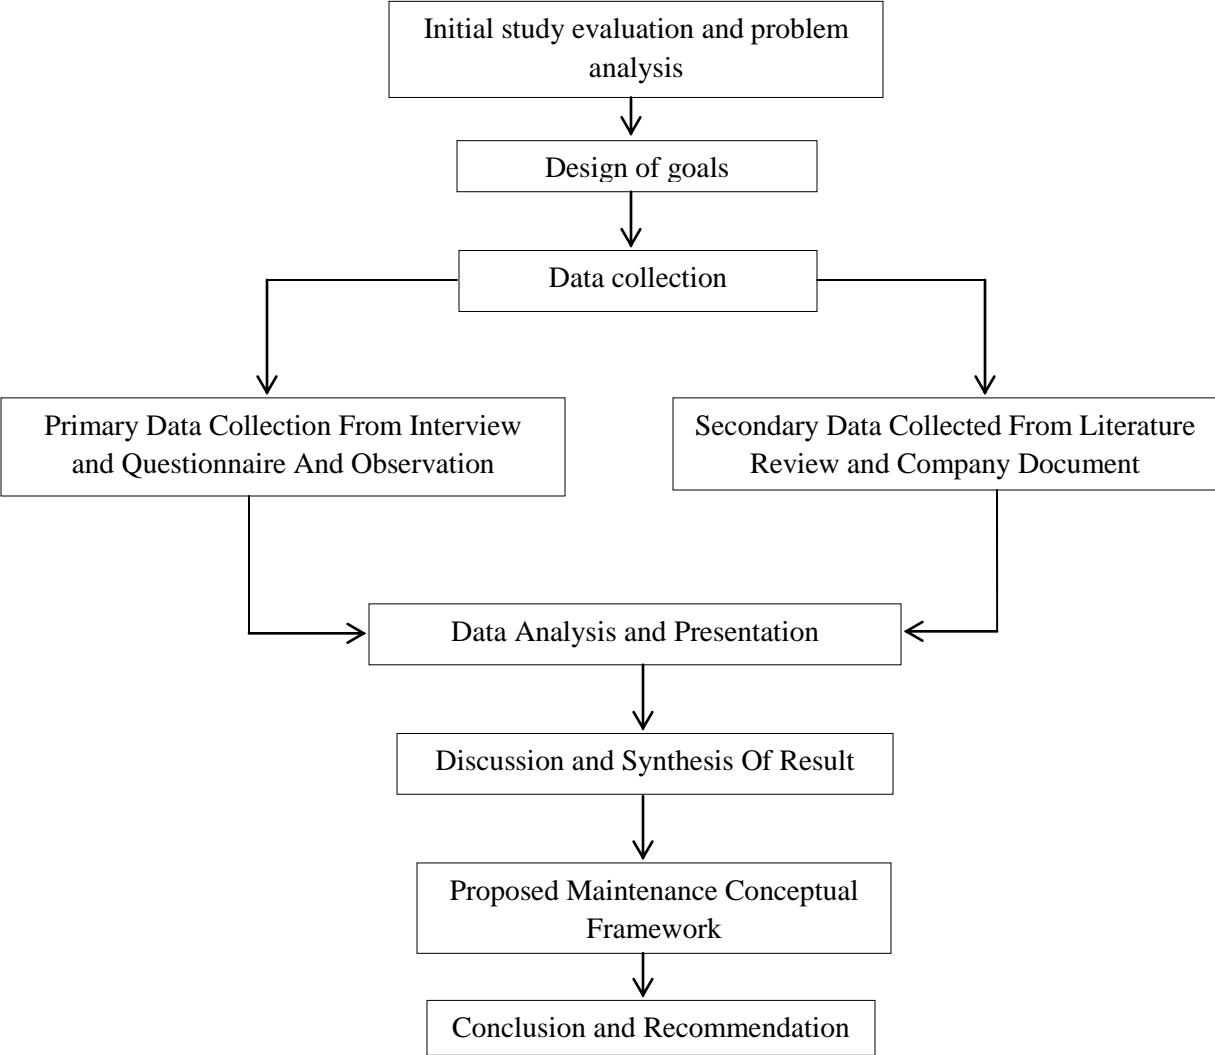 Initial study evaluation and problem
analysis
Design of goals
Data collection
Primary Data Collection From Interview
and Questionnaire And Observation
Secondary Data Collected From Literature
Review and Company Document
Data Analysis and Presentation
Discussion and Synthesis Of Result
Proposed Maintenance Conceptual
Framework
Conclusion and Recommendation